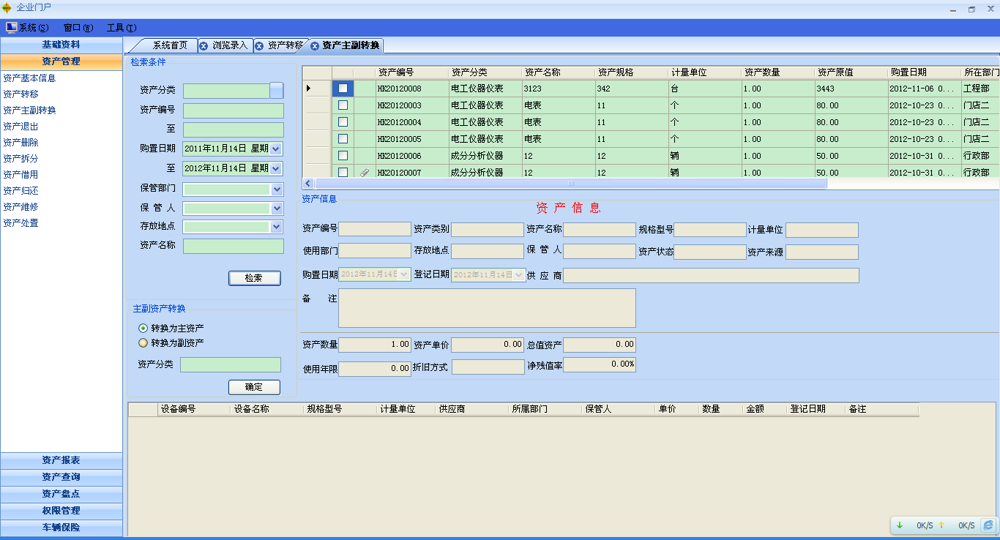 企业门户
系统(S) 窗口(W) 工具(T)
基础资料
资产管理
资产基本信息
资产转移
资产主副转换
资产退出
资产删除
资产拆分
资产借用
资产归还
资产维修
资产处置
资产报表
资产查询
资产盘点
权限管理
车辆保险
系统首页 浏览录入 资产转移 资产主副转换
检索条件
资产分类
资产编号
至
购置日期 2011年11月14日 星期
至 2012年11月14日 星期
保管部门
保 管 人
存放地点
资产名称
检索
主副资产转换
转换为主资产
转换为副资产
资产分类
确定
资产编号 资产分类 资产名称 资产规格 计量单位 资产数量 资产原值 购置日期 所在部门
HK20120008 电工仪器仪表 3123 342 台 1.00 3443 2012-11-06 0... 工程部
HK20120003 电工仪器仪表 电表 11 个 1.00 80.00 2012-10-23 0... 门店二
HK20120004 电工仪器仪表 电表 11 个 1.00 80.00 2012-10-23 0... 门店二
HK20120005 电工仪器仪表 电表 11 个 1.00 80.00 2012-10-23 0... 门店二
HK20120006 成分分析仪器 12 12 辆 1.00 50.00 2012-10-31 0... 行政部
HK20120007 成分分析仪器 12 12 辆 1.00 50.00 2012-10-31 0... 行政部
资产信息
资 产 信 息
资产编号 资产类别 资产名称 规格型号 计量单位
使用部门 存放地点 保 管 人 资产状态 资产来源
购置日期 2012年11月14日 登记日期 2012年11月14日 供 应 商
备 注
资产数量 1.00 资产单价 0.00 总值资产 0.00
使用年限 0.00 折旧方式 净残值率 0.00%
设备编号 设备名称 规格型号 计量单位 供应商 所属部门 保管人 单价 数量 金额 登记日期 备注
0K/S 0K/S